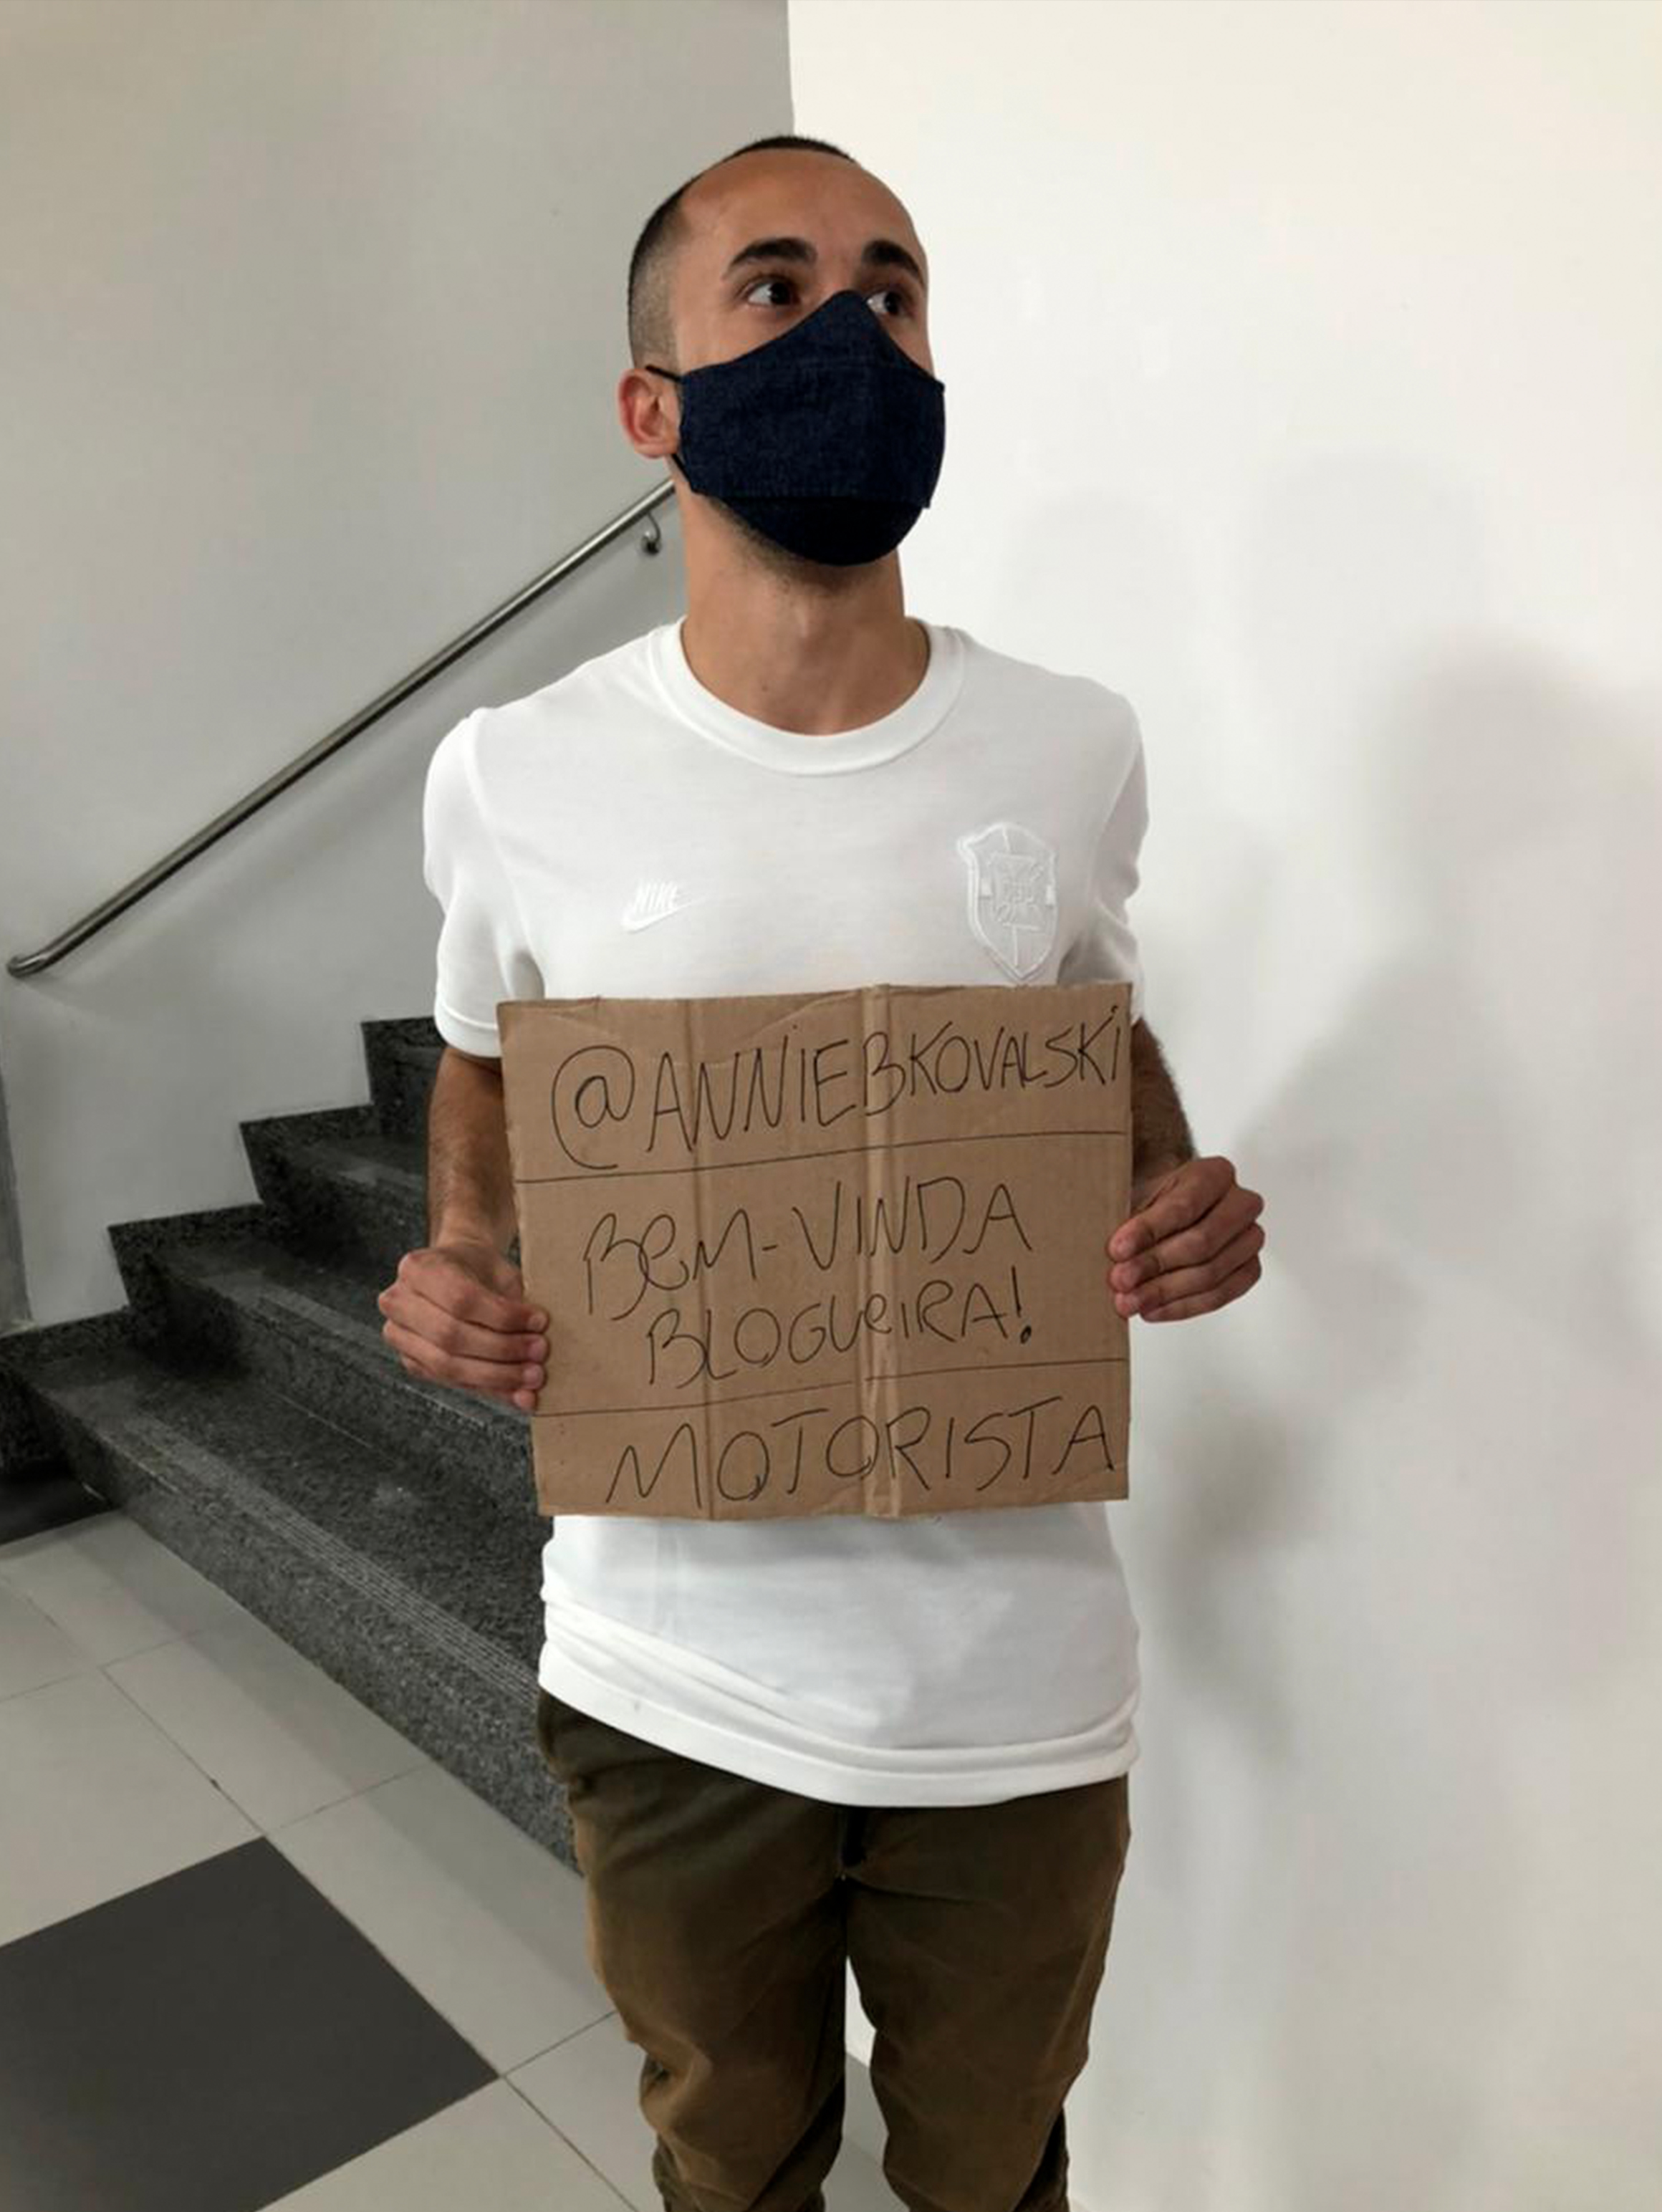 NIKE
@ANNIEBKOVALSKI
BEM-VINDA
BLOGUEIRA!
MOTORISTA